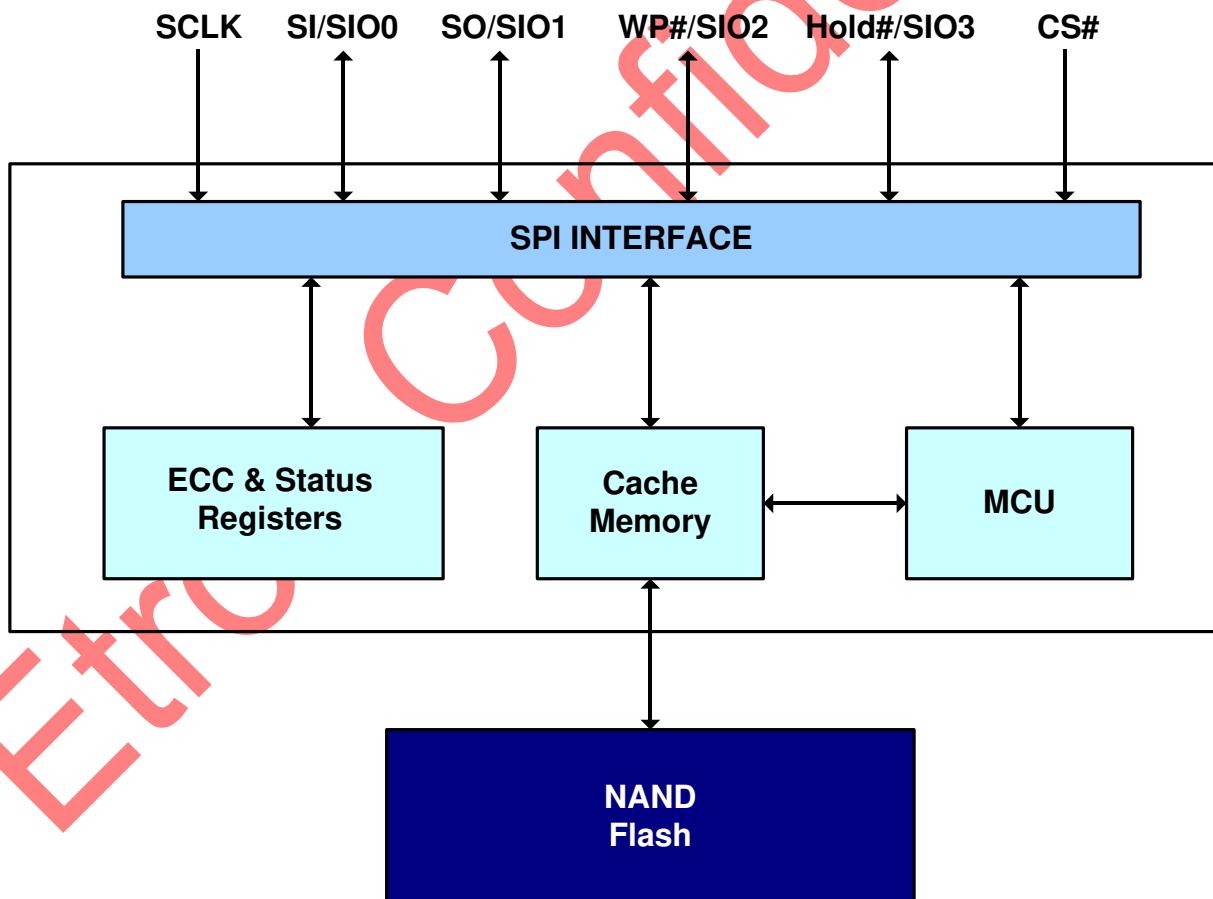 SCLK SI/SIO0 SO/SIO1 WP#/SIO2 Hold#/SIO3 CS#
SPI INTERFACE
ECC & Status
Registers
Cache
Memory
MCU
NAND
Flash